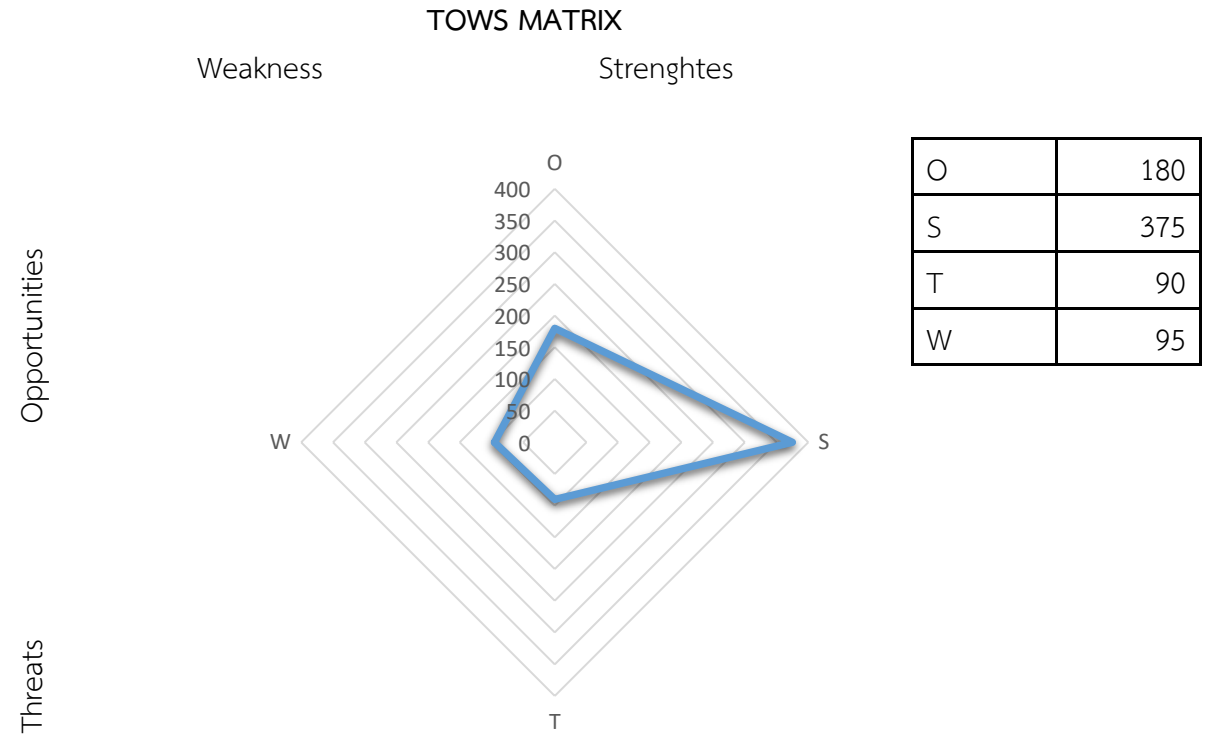 TOWS MATRIX
Weakness
Strenghtes
Opportunities
Threats
O
400
350
300
250
200
150
100
50
0
W
S
T
O 180
S 375
T 90
W 95